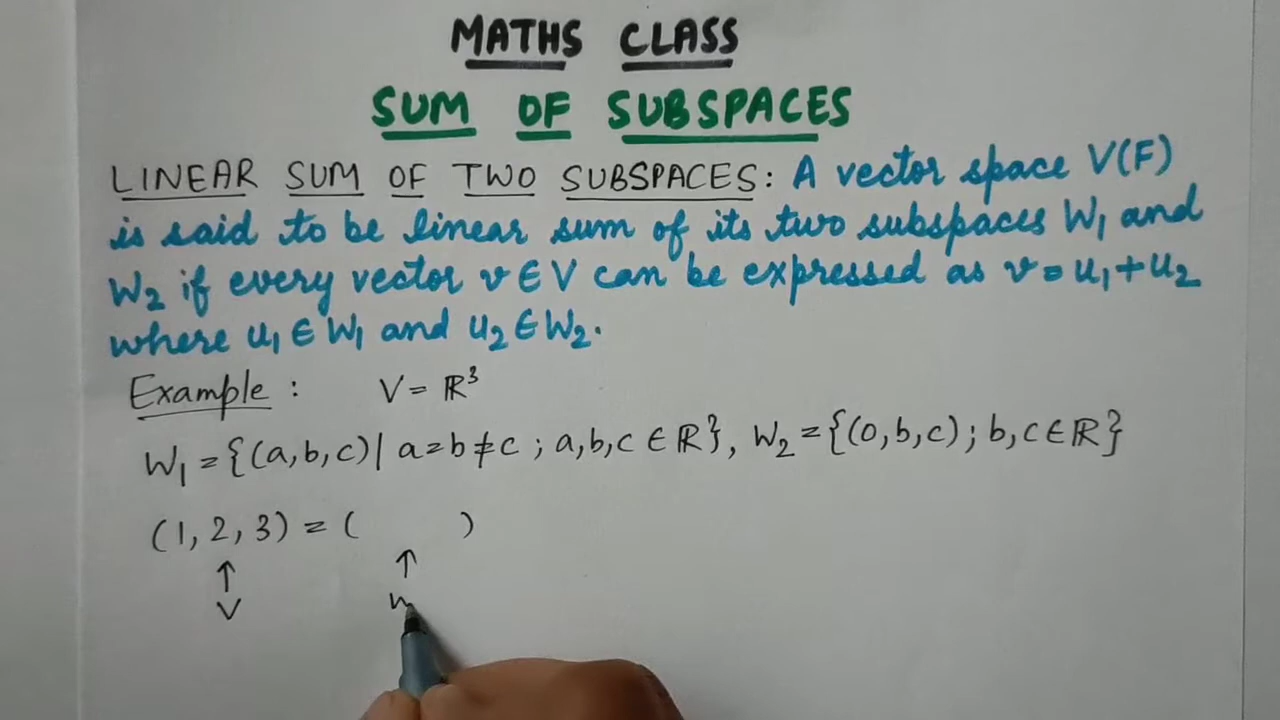 MATHS CLASS
SUM OF SUBSPACES
LINEAR SUM OF TWO SUBSPACES: A vector space V(F)
is said to be linear sum of its two subspaces W₁ and
W₂ if every vector v ∈ V can be expressed as v = u₁ + u₂
where u₁ ∈ W₁ and u₂ ∈ W₂.
Example : V = ℝ³
W₁ = {(a,b,c) | a=b≠c ; a,b,c ∈ ℝ}, W₂ = {(0,b,c) ; b,c ∈ ℝ}
(1, 2, 3) = ( )
↑ ↑
V